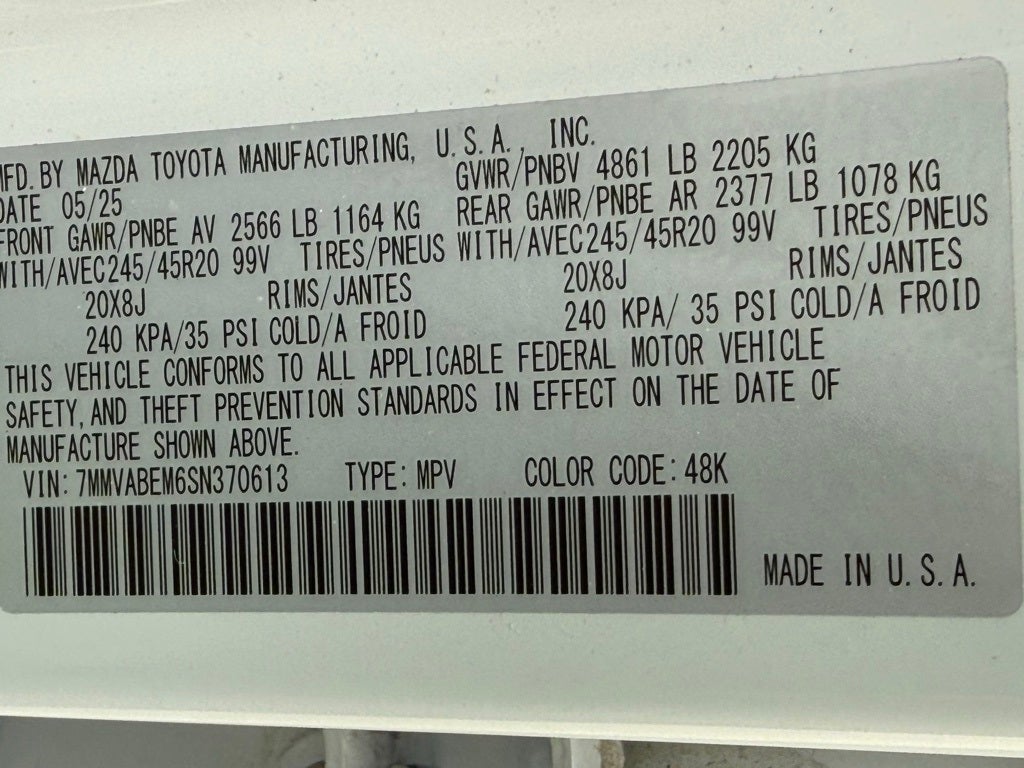 MFD. BY MAZDA TOYOTA MANUFACTURING, U.S.A., INC.
DATE 05/25 GVWR/PNBV 4861 LB 2205 KG
FRONT GAWR/PNBE AV 2566 LB 1164 KG REAR GAWR/PNBE AR 2377 LB 1078 KG
WITH/AVEC245/45R20 99V TIRES/PNEUS WITH/AVEC245/45R20 99V TIRES/PNEUS
20X8J RIMS/JANTES 20X8J RIMS/JANTES
240 KPA/35 PSI COLD/A FROID 240 KPA/ 35 PSI COLD/A FROID
THIS VEHICLE CONFORMS TO ALL APPLICABLE FEDERAL MOTOR VEHICLE
SAFETY, AND THEFT PREVENTION STANDARDS IN EFFECT ON THE DATE OF
MANUFACTURE SHOWN ABOVE.
VIN: 7MMVABEM6SN370613 TYPE: MPV COLOR CODE: 48K
MADE IN U.S.A.